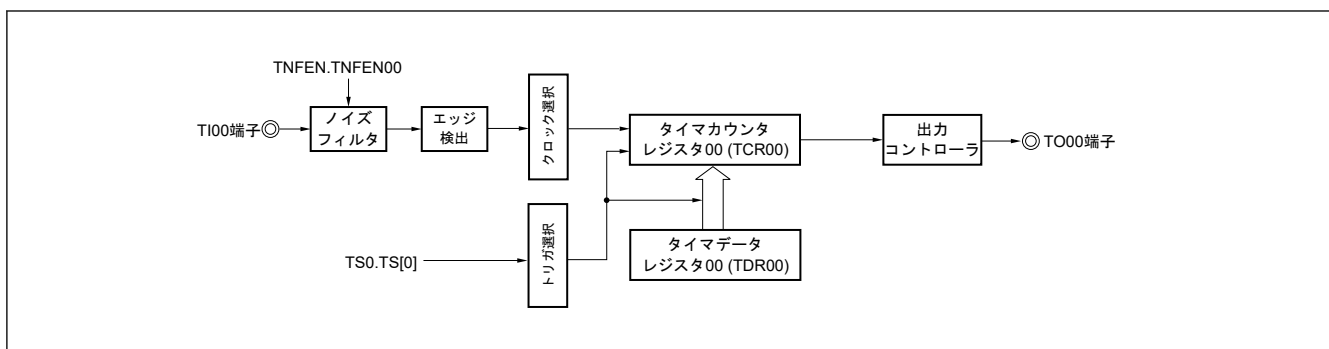 TNFEN.TNFEN00
TI00端子
ノイズ
フィルタ
エッジ
検出
クロック選択
タイマカウンタ
レジスタ00 (TCR00)
出力
コントローラ
TO00端子
TS0.TS[0]
トリガ選択
タイマデータ
レジスタ00 (TDR00)